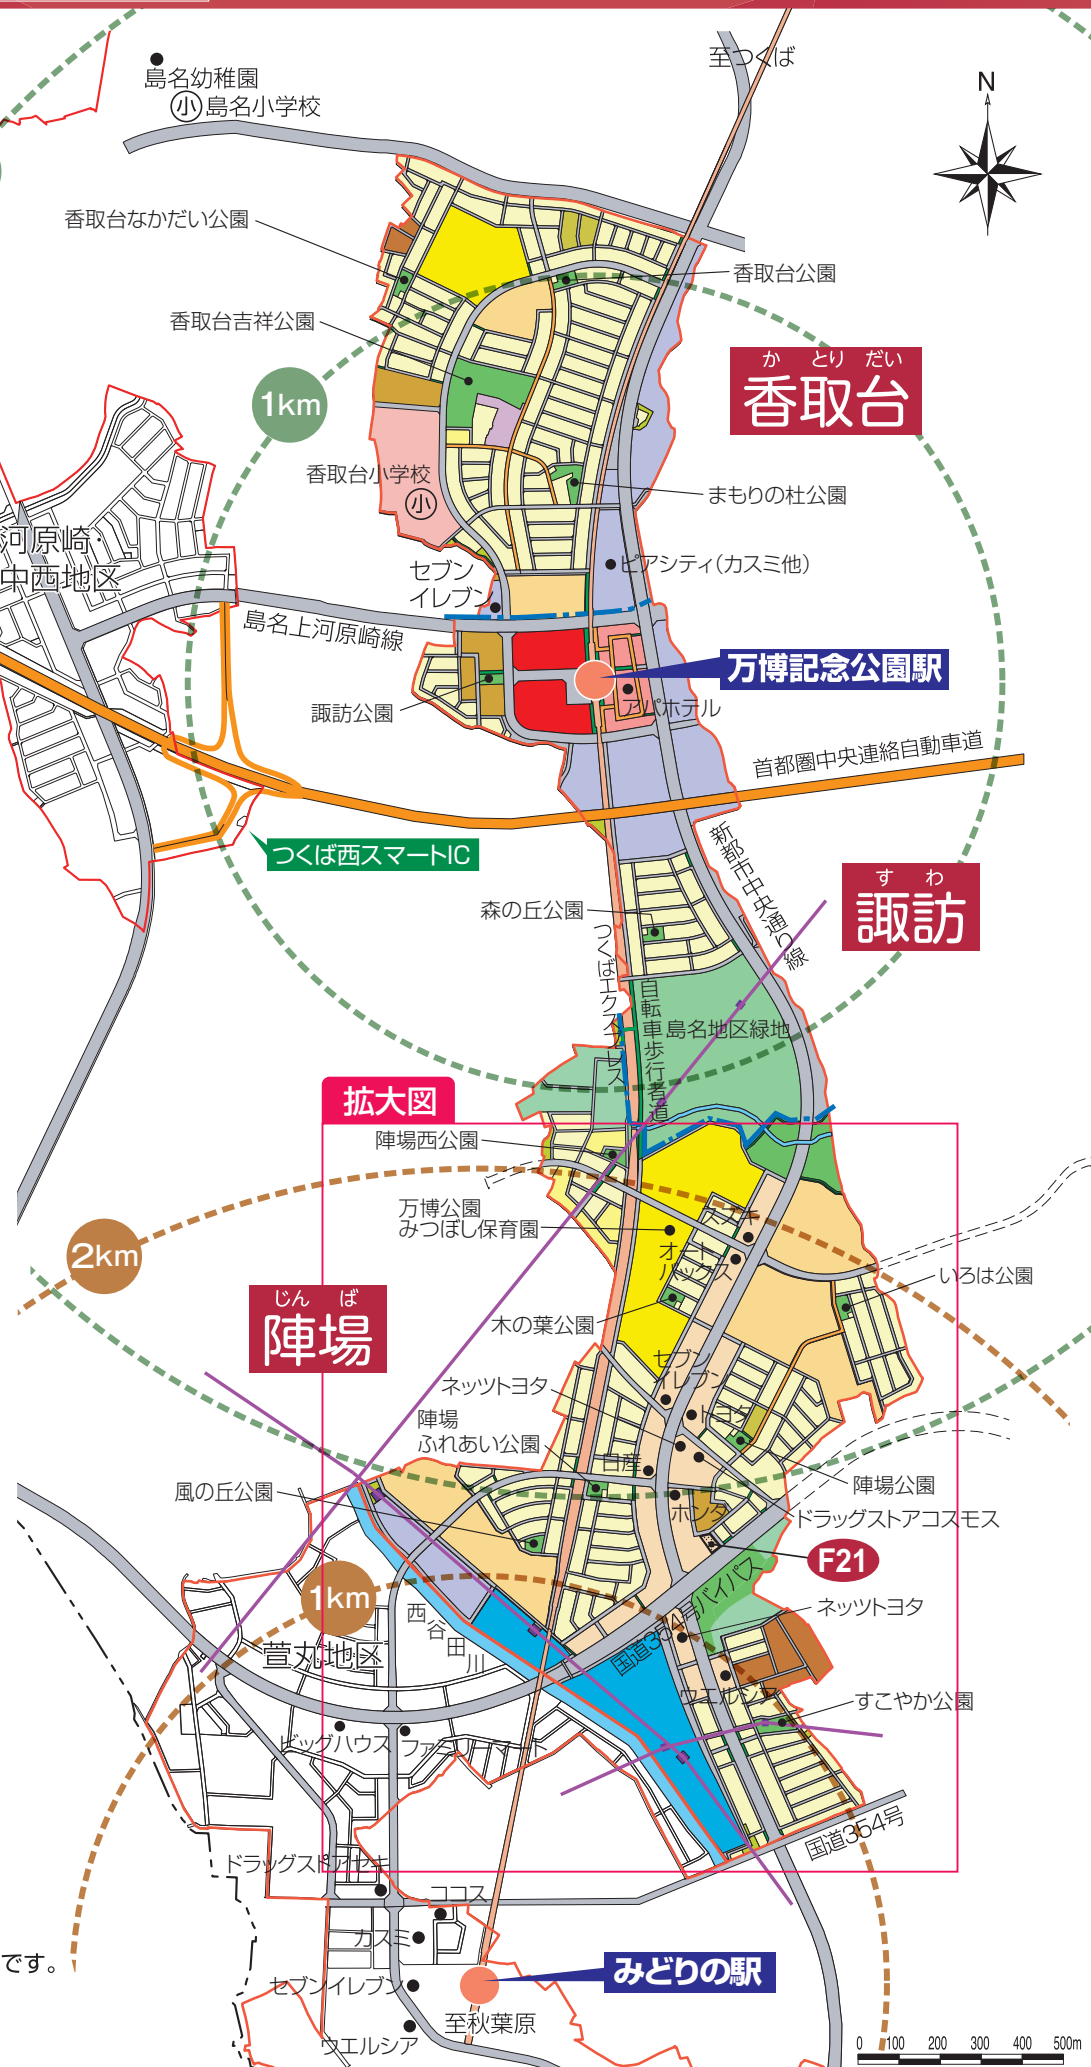 島名幼稚園
小 島名小学校
至つくば
N
香取台なかだい公園
香取台公園
香取台吉祥公園
か とり だい
香取台
1km
香取台小学校
小
まもりの杜公園
河原崎・
中西地区
セブン
イレブン
ピアシティ(カスミ他)
島名上河原崎線
万博記念公園駅
諏訪公園
アパホテル
首都圏中央連絡自動車道
つくば西スマートIC
新都市中央通り線
すわ
諏訪
森の丘公園
つくばエクスプレス
自転車歩行者道
島名地区緑地
拡大図
陣場西公園
万博公園
みつぼし保育園
スズキ
2km
オート
バックス
いろは公園
じん ば
陣場
木の葉公園
セブン
イレブン
ネッツトヨタ
トヨタ
陣場
ふれあい公園
日産
陣場公園
風の丘公園
ホンダ
ドラッグストアコスモス
F21
1km
国道354号バイパス
ネッツトヨタ
西谷田川
萱丸地区
ウエルシア
すこやか公園
ビッグハウス
ファミリーマート
国道354号
ドラッグストアセキ
ココス
カスミ
です。
みどりの駅
セブンイレブン
至秋葉原
ウエルシア
0 100 200 300 400 500m